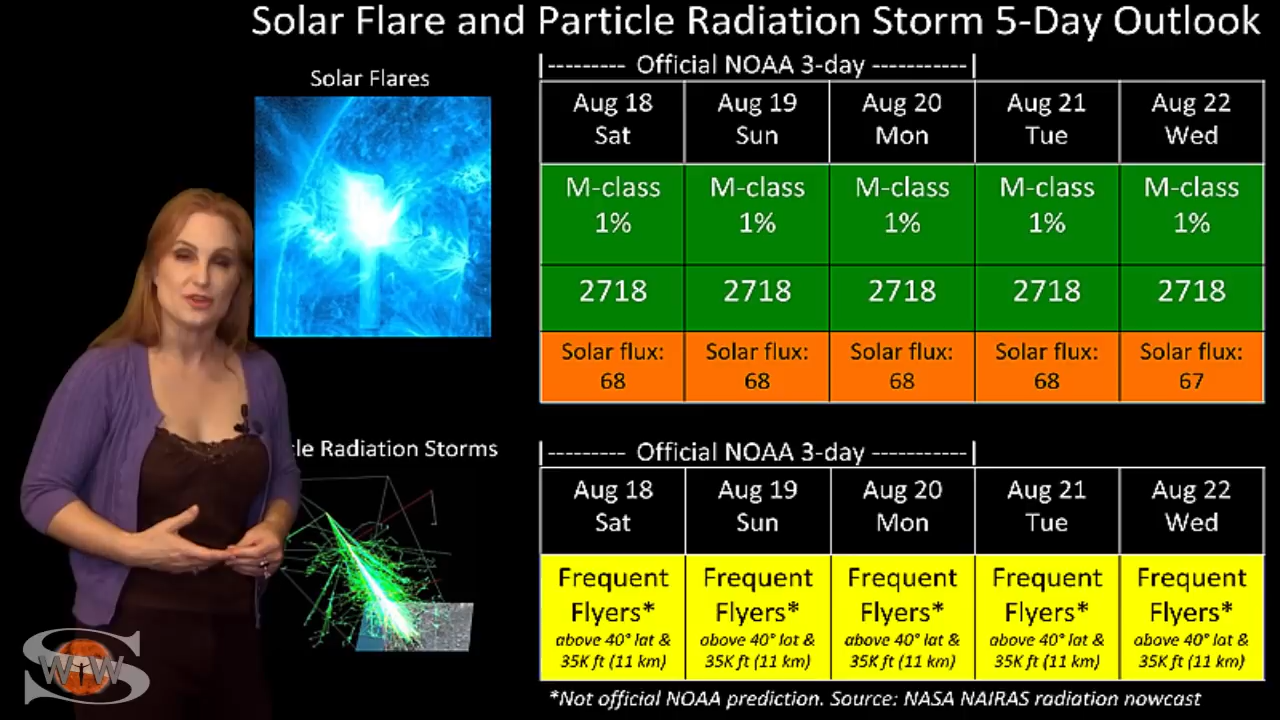 Solar Flare and Particle Radiation Storm 5-Day Outlook
Solar Flares
|--------- Official NOAA 3-day -----------|
Aug 18 Aug 19 Aug 20 Aug 21 Aug 22
Sat Sun Mon Tue Wed
M-class M-class M-class M-class M-class
1% 1% 1% 1% 1%
2718 2718 2718 2718 2718
Solar flux: Solar flux: Solar flux: Solar flux: Solar flux:
68 68 68 68 67
cle Radiation Storms
|--------- Official NOAA 3-day -----------|
Aug 18 Aug 19 Aug 20 Aug 21 Aug 22
Sat Sun Mon Tue Wed
Frequent Frequent Frequent Frequent Frequent
Flyers* Flyers* Flyers* Flyers* Flyers*
above 40° lat & above 40° lat & above 40° lat & above 40° lat & above 40° lat &
35K ft (11 km) 35K ft (11 km) 35K ft (11 km) 35K ft (11 km) 35K ft (11 km)
*Not official NOAA prediction. Source: NASA NAIRAS radiation nowcast
S
WiW